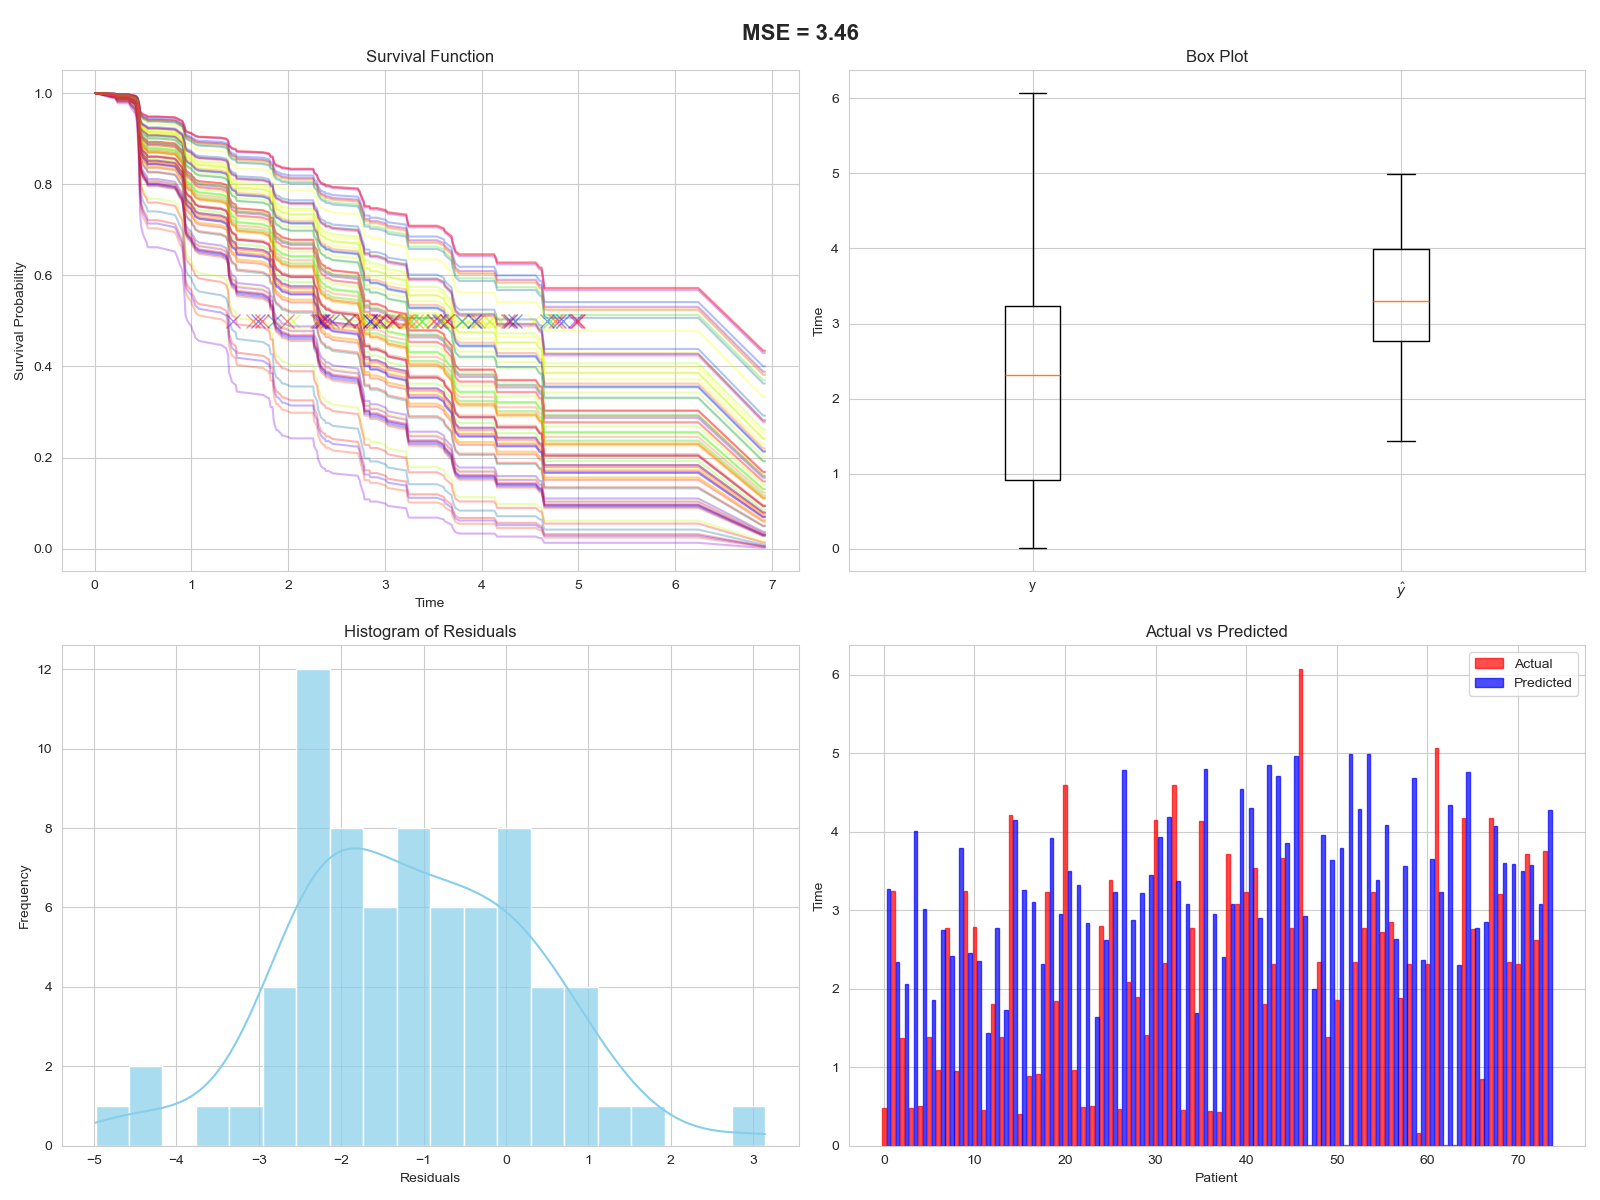 MSE = 3.46
Survival Function
1.0
0.8
0.6
0.4
0.2
0.0
Survival Probability
0 1 2 3 4 5 6 7
Time
Box Plot
6
5
4
3
2
1
0
Time
y ŷ
Histogram of Residuals
12
10
8
6
4
2
0
Frequency
−5 −4 −3 −2 −1 0 1 2 3
Residuals
Actual vs Predicted
Actual
Predicted
6
5
4
3
2
1
0
Time
0 10 20 30 40 50 60 70
Patient